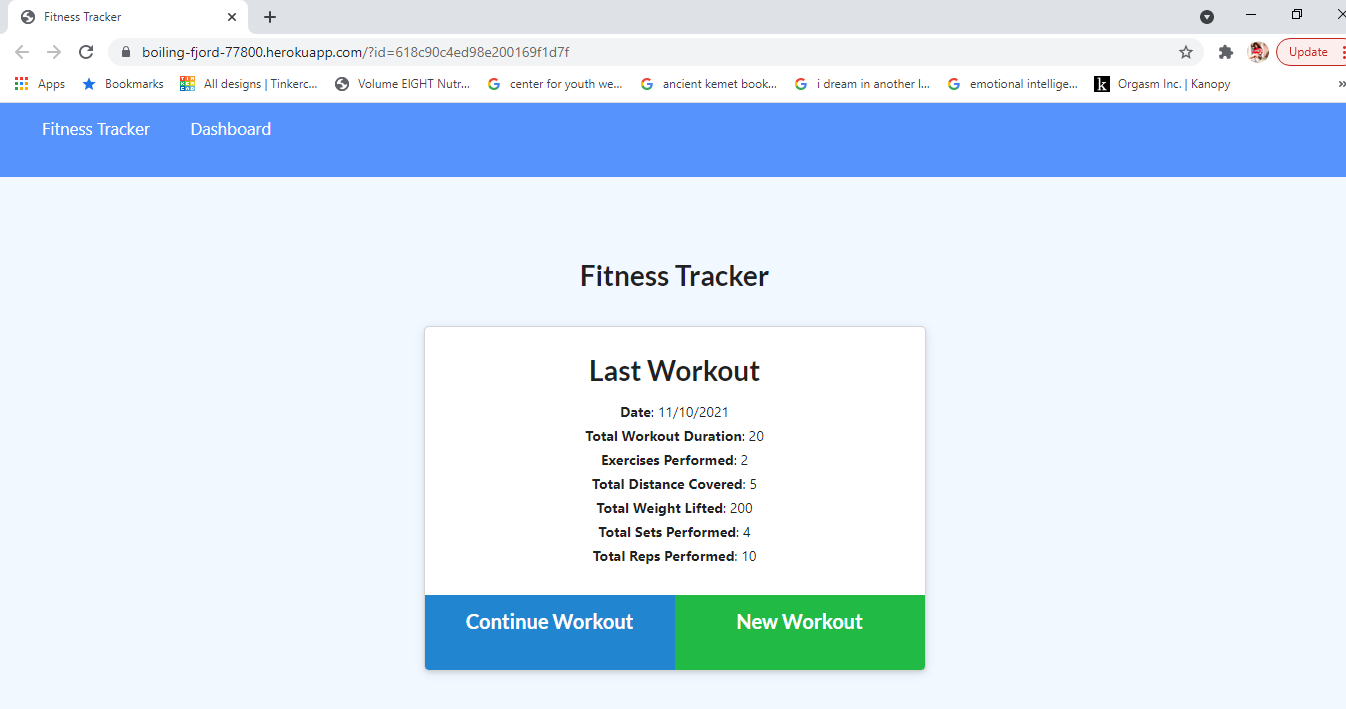 Fitness Tracker
boiling-fjord-77800.herokuapp.com/?id=618c90c4ed98e200169f1d7f Update
Apps Bookmarks All designs | Tinkerc... Volume EIGHT Nutr... center for youth we... ancient kemet book... i dream in another l... emotional intellige... k Orgasm Inc. | Kanopy »
Fitness Tracker Dashboard
Fitness Tracker
Last Workout
Date: 11/10/2021
Total Workout Duration: 20
Exercises Performed: 2
Total Distance Covered: 5
Total Weight Lifted: 200
Total Sets Performed: 4
Total Reps Performed: 10
Continue Workout New Workout